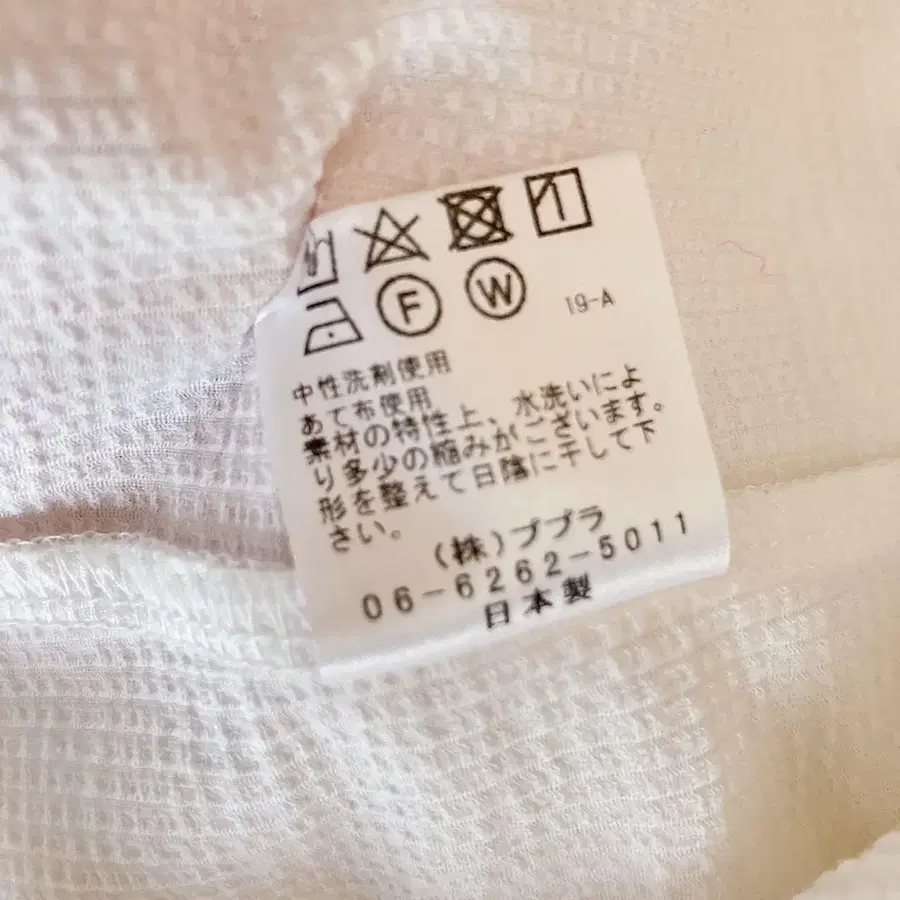 F W 19-A
中性洗剤使用
あて布使用
素材の特性上、水洗いによ
り多少の縮みがございます。
形を整えて日陰に干して下
さい。
(株)ププラ
06-6262-5011
日本製